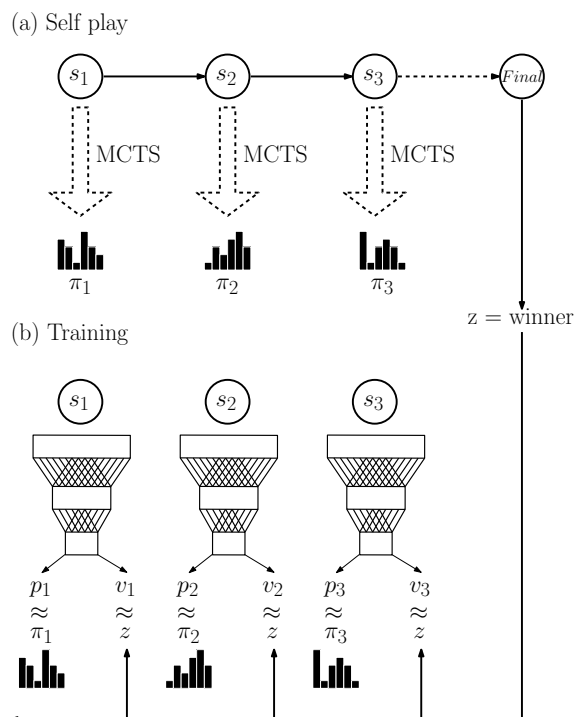 (a) Self play
s₁ s₂ s₃ Final
MCTS MCTS MCTS
π₁ π₂ π₃
z = winner
(b) Training
s₁ s₂ s₃
p₁ v₁ p₂ v₂ p₃ v₃
≈ ≈ ≈ ≈ ≈ ≈
π₁ z π₂ z π₃ z